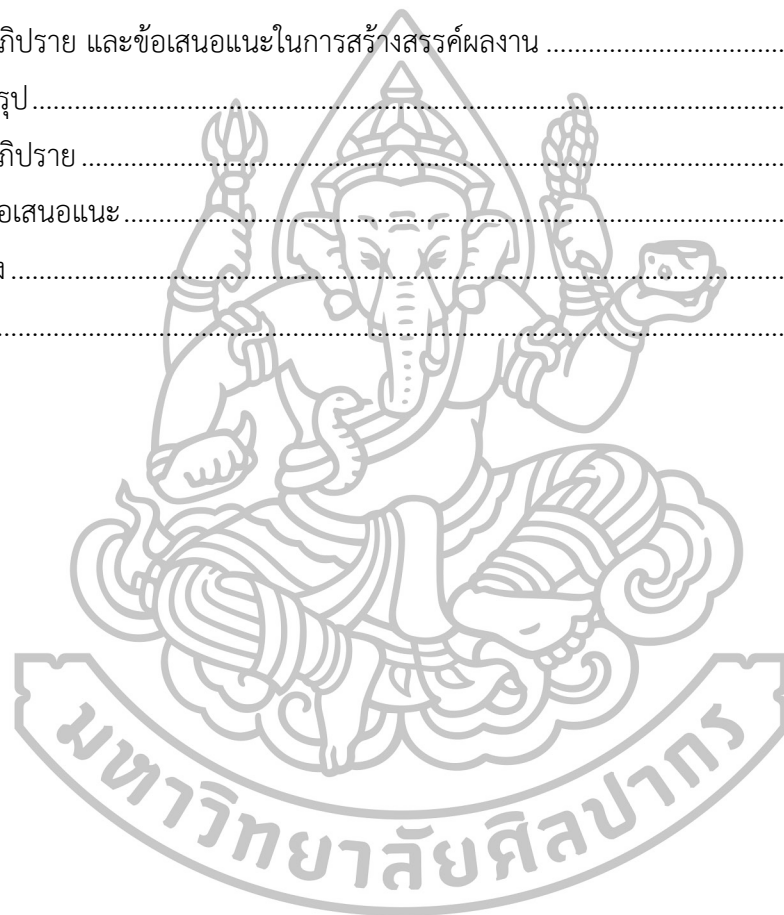 ภิปราย และข้อเสนอแนะในการสร้างสรรค์ผลงาน ..................................
รุป ..........................................................................................................
ภิปราย ...................................................................................................
อเสนอแนะ .............................................................................................
ง ..............................................................................................................
................................................................................................................
มหาวิทยาลัยศิลปากร